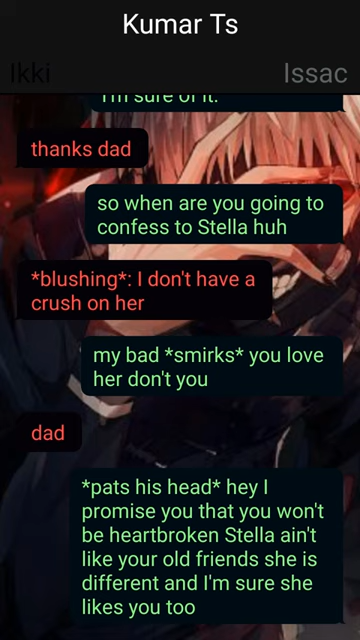 Kumar Ts
Ikki
Issac
I'm sure of it.
thanks dad
so when are you going to
confess to Stella huh
*blushing*: I don't have a
crush on her
my bad *smirks* you love
her don't you
dad
*pats his head* hey I
promise you that you won't
be heartbroken Stella ain't
like your old friends she is
different and I'm sure she
likes you too